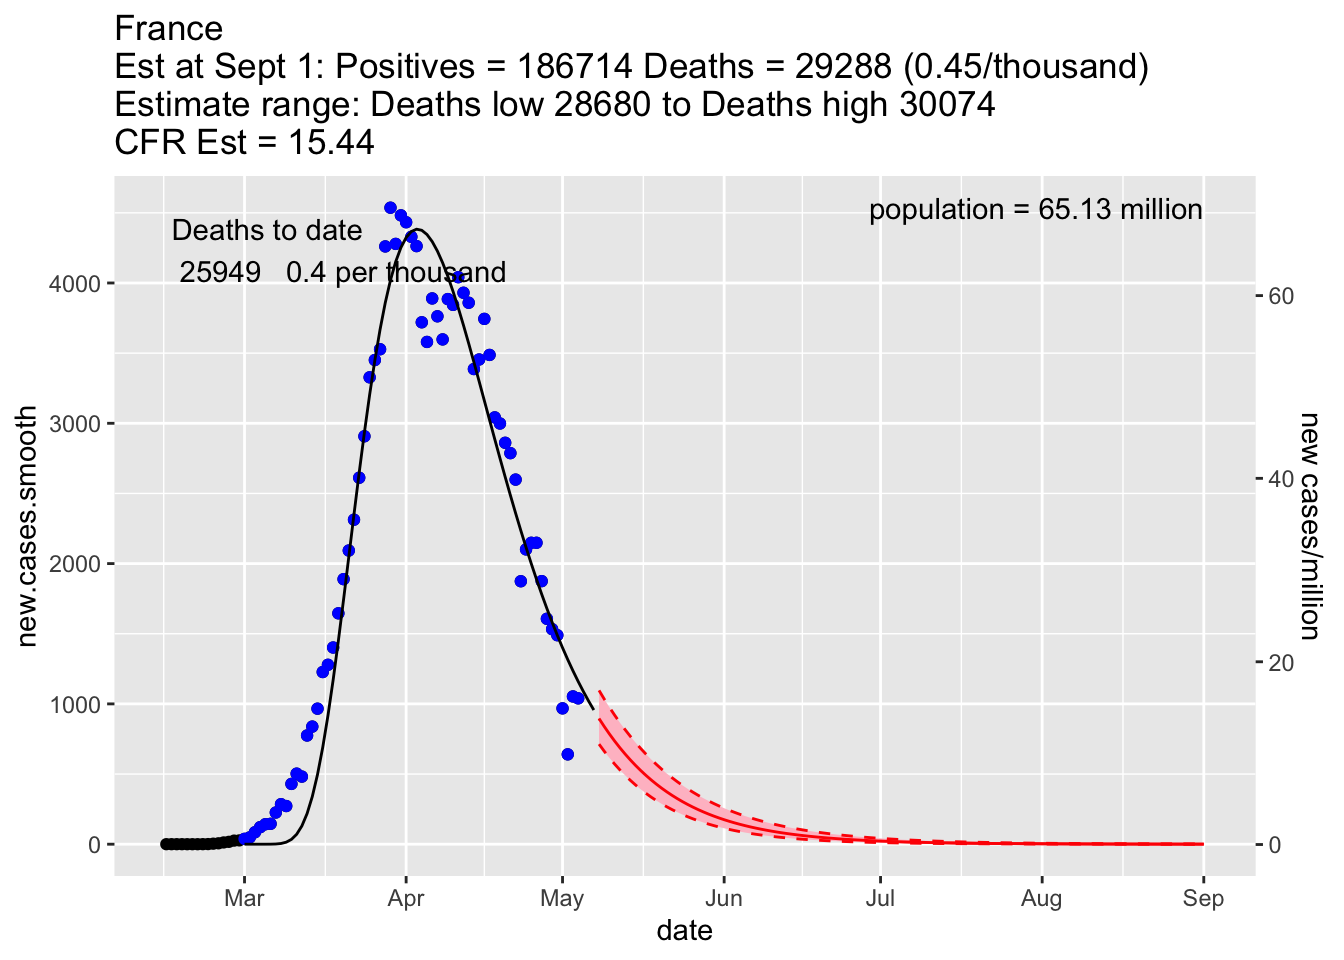 France
Est at Sept 1: Positives = 186714 Deaths = 29288 (0.45/thousand)
Estimate range: Deaths low 28680 to Deaths high 30074
CFR Est = 15.44
population = 65.13 million
Deaths to date
25949 0.4 per thousand
4000
3000
2000
1000
0
new.cases.smooth
60
40
20
0
new cases/million
Mar Apr May Jun Jul Aug Sep
date